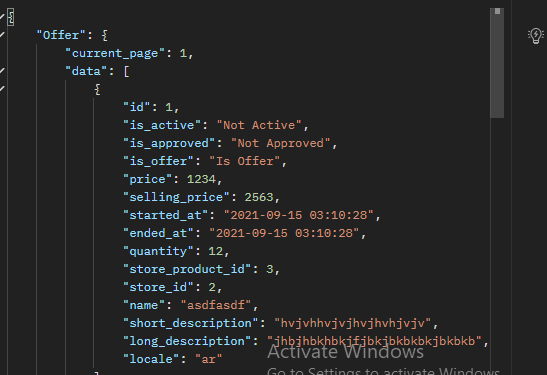 {
"Offer": {
"current_page": 1,
"data": [
{
"id": 1,
"is_active": "Not Active",
"is_approved": "Not Approved",
"is_offer": "Is Offer",
"price": 1234,
"selling_price": 2563,
"started_at": "2021-09-15 03:10:28",
"ended_at": "2021-09-15 03:10:28",
"quantity": 12,
"store_product_id": 3,
"store_id": 2,
"name": "asdfasdf",
"short_description": "hvjvhhvjvjhvjhvhjvjv",
"long_description": "jhbjhbkhbkjfjbkjbkbkbkjbkbkb",
"locale": "ar"
Activate Windows
Go to Settings to activate Windows